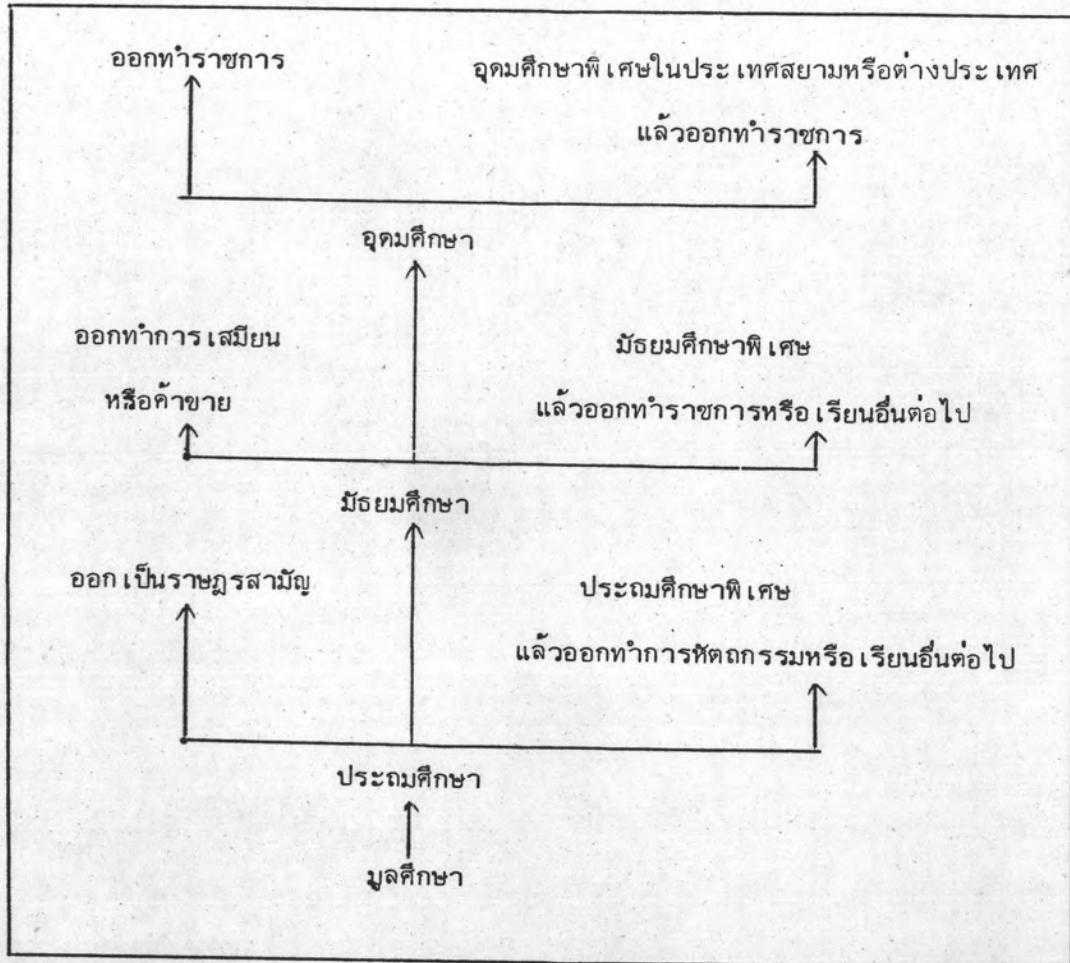 ออกทำราชการ
อุดมศึกษาพิเศษในประเทศสยามหรือต่างประเทศ
แล้วออกทำราชการ
อุดมศึกษา
ออกทำการเสมียน
หรือค้าขาย
มัธยมศึกษาพิเศษ
แล้วออกทำราชการหรือเรียนอื่นต่อไป
มัธยมศึกษา
ออกเป็นราษฎรสามัญ
ประถมศึกษาพิเศษ
แล้วออกทำการหัตถกรรมหรือเรียนอื่นต่อไป
ประถมศึกษา
มูลศึกษา